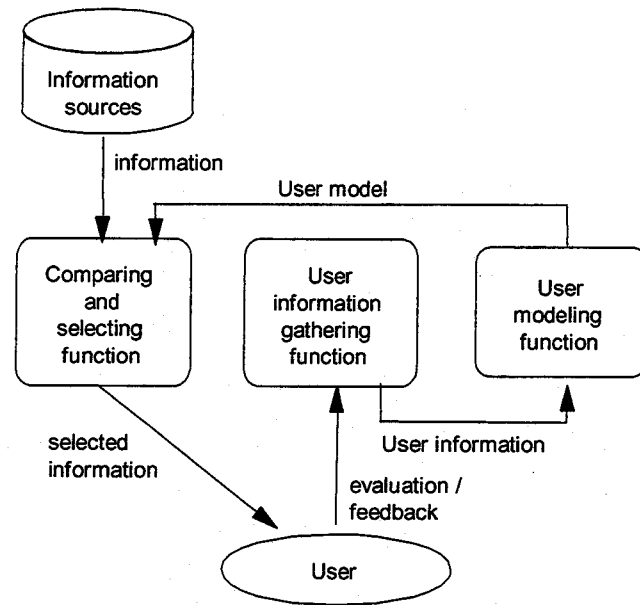 Information
sources
information
User model
Comparing
and
selecting
function
User
information
gathering
function
User
modeling
function
selected
information
User information
evaluation /
feedback
User